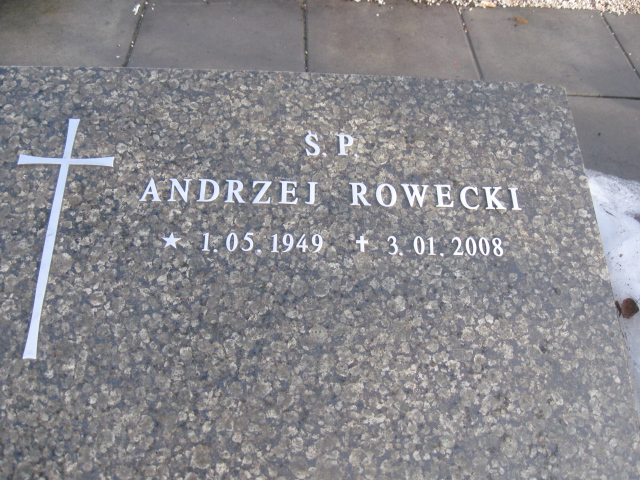 Ś.P.
ANDRZEJ ROWECKI
★ 1.05.1949 ✝ 3.01.2008